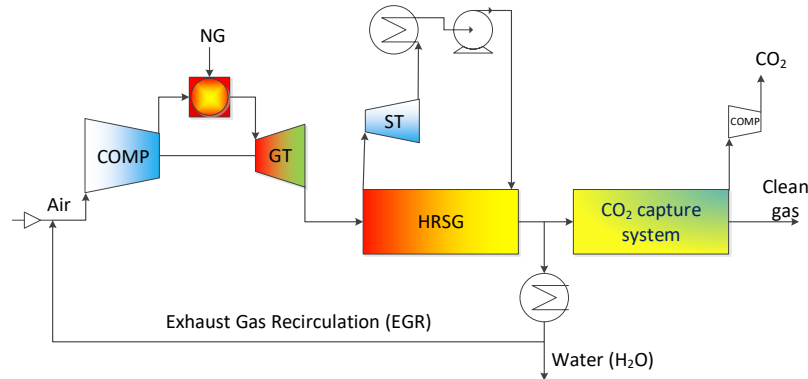 NG
CO₂
COMP
GT
ST
COMP
Air
HRSG
CO₂ capture
system
Clean
gas
Exhaust Gas Recirculation (EGR)
Water (H₂O)